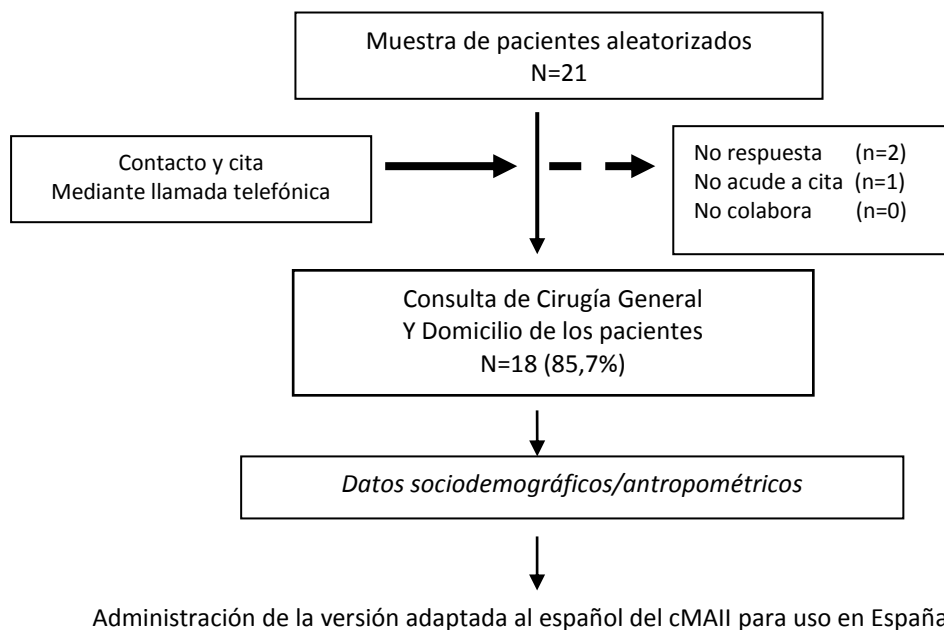 Muestra de pacientes aleatorizados
N=21
Contacto y cita
Mediante llamada telefónica
No respuesta (n=2)
No acude a cita (n=1)
No colabora (n=0)
Consulta de Cirugía General
Y Domicilio de los pacientes
N=18 (85,7%)
Datos sociodemográficos/antropométricos
Administración de la versión adaptada al español del cMAII para uso en España